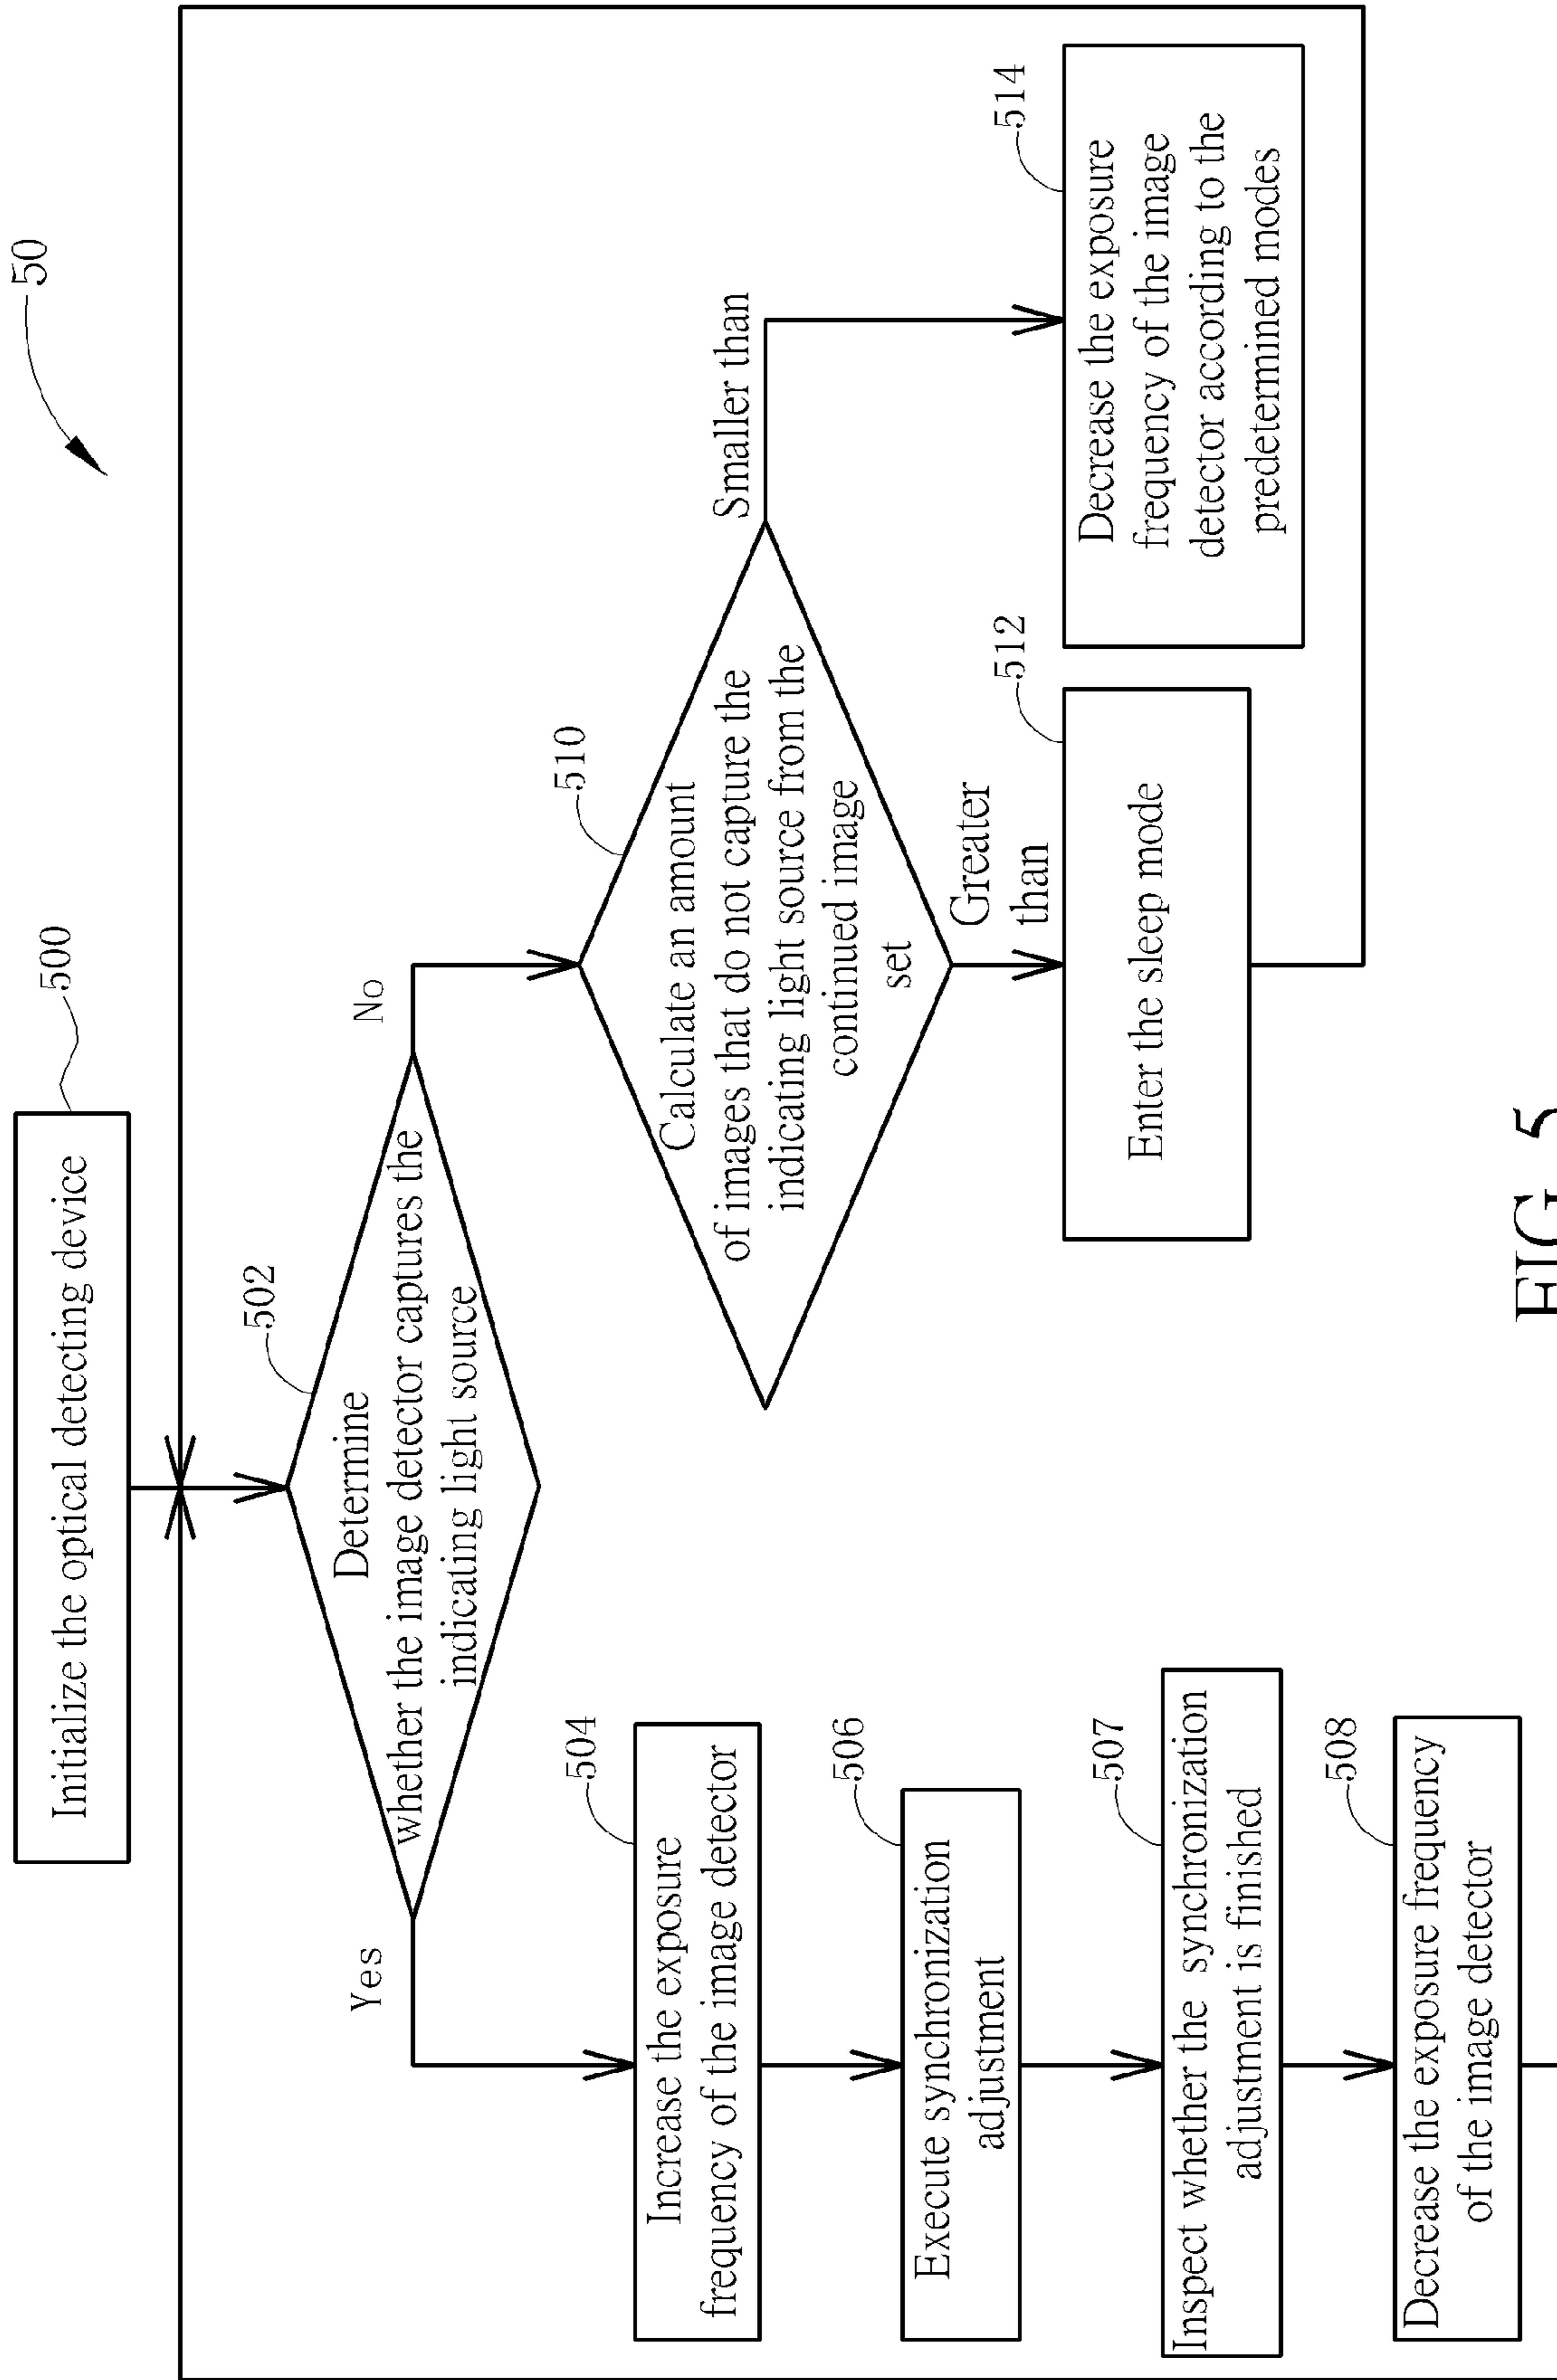 50
Initialize the optical detecting device
500
Determine
whether the image detector captures the
indicating light source
502
Yes
No
Increase the exposure
frequency of the image detector
504
Execute synchronization
adjustment
506
Inspect whether the synchronization
adjustment is finished
507
Decrease the exposure frequency
of the image detector
508
Calculate an amount
of images that do not capture the
indicating light source from the
continued image
set
510
Greater
than
Smaller than
Enter the sleep mode
512
Decrease the exposure
frequency of the image
detector according to the
predetermined modes
514
FIG. 5